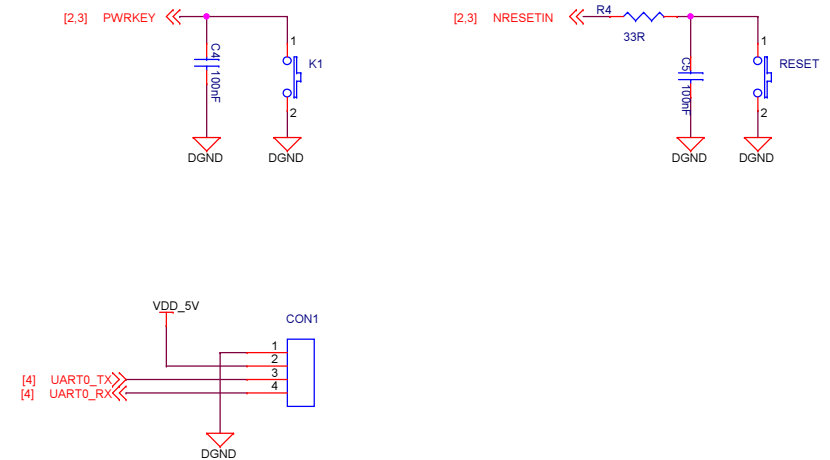 [2,3] PWRKEY
C4
100nF
1
K1
2
DGND
DGND
[2,3] NRESETIN
R4
33R
C5
100nF
1
RESET
2
DGND
DGND
VDD_5V
CON1
1
2
3
4
[4] UART0_TX
[4] UART0_RX
DGND